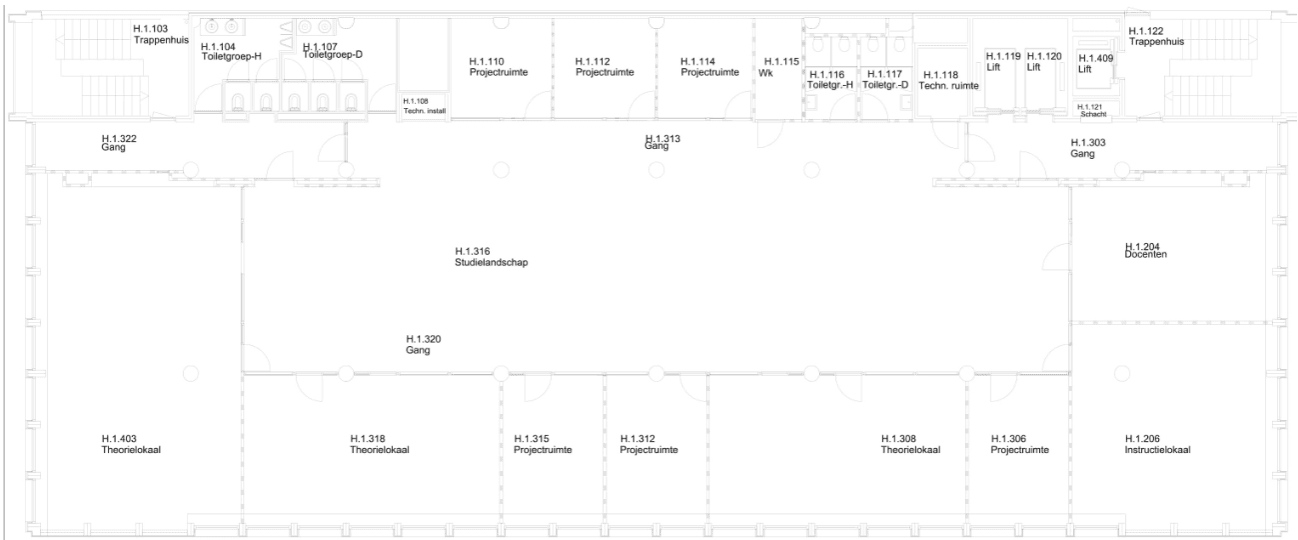 H.1.103
Trappenhuis
H.1.104
Toiletgroep-H
H.1.107
Toiletgroep-D
H.1.108
Techn. install
H.1.110
Projectruimte
H.1.112
Projectruimte
H.1.114
Projectruimte
H.1.115
Wk
H.1.116
Toiletgr.-H
H.1.117
Toiletgr.-D
H.1.118
Techn. ruimte
H.1.119
Lift
H.1.120
Lift
H.1.409
Lift
H.1.121
Schacht
H.1.122
Trappenhuis
H.1.322
Gang
H.1.313
Gang
H.1.303
Gang
H.1.316
Studielandschap
H.1.204
Docenten
H.1.320
Gang
H.1.403
Theorielokaal
H.1.318
Theorielokaal
H.1.315
Projectruimte
H.1.312
Projectruimte
H.1.308
Theorielokaal
H.1.306
Projectruimte
H.1.206
Instructielokaal